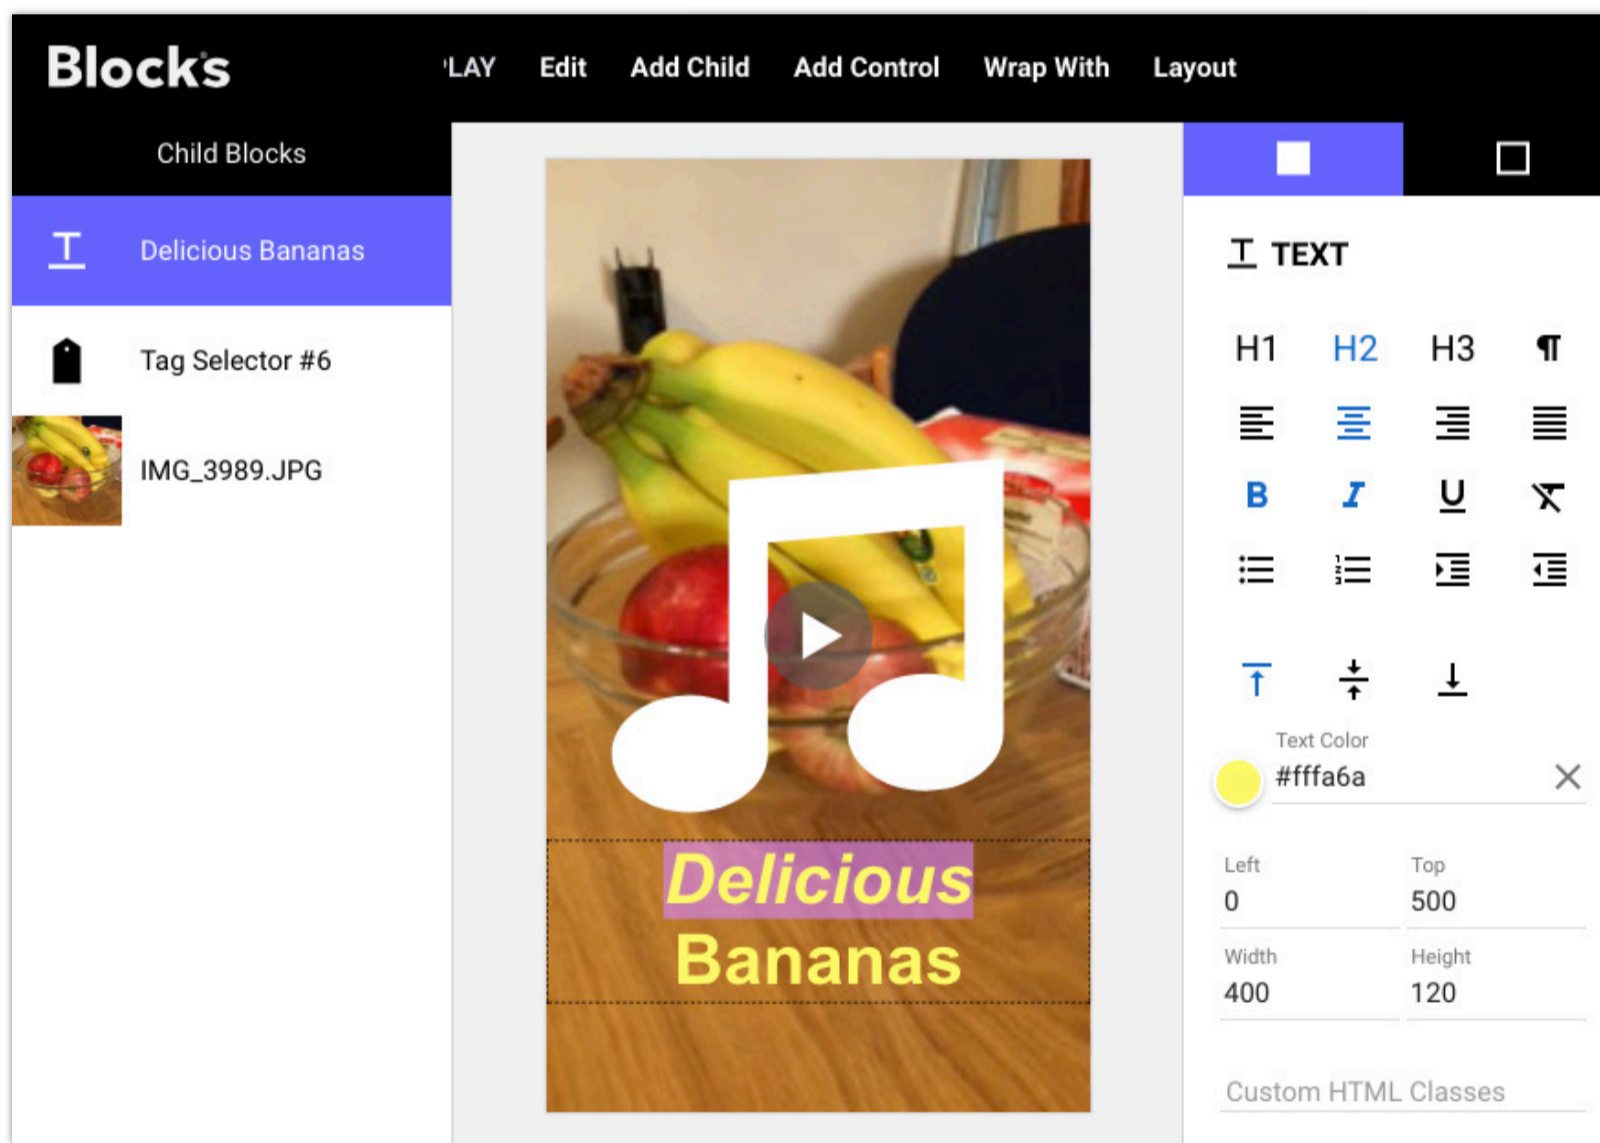 Blocks
LAY Edit Add Child Add Control Wrap With Layout
Child Blocks
Delicious Bananas
Tag Selector #6
IMG_3989.JPG
TEXT
H1 H2 H3 ¶
B I U
Text Color
#fffa6a
Left Top
0 500
Width Height
400 120
Custom HTML Classes
Delicious
Bananas